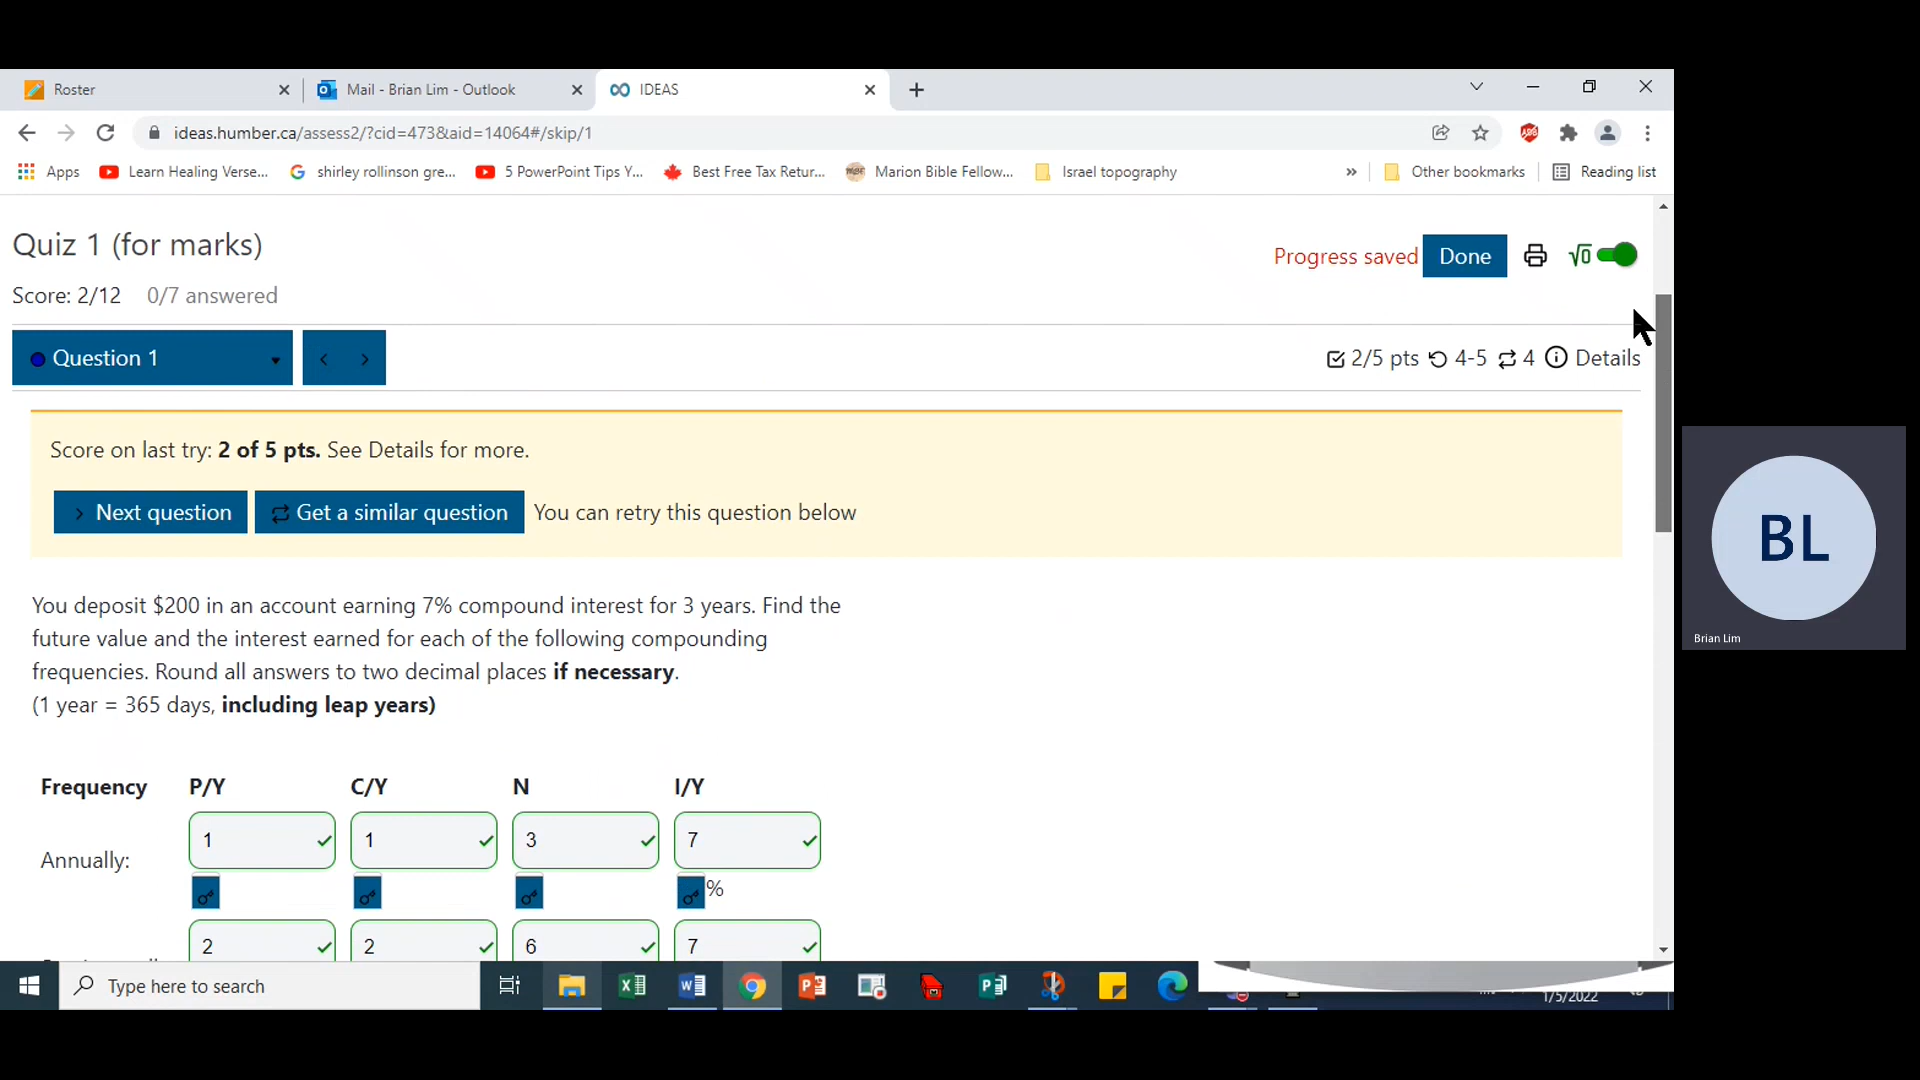 Roster
Mail - Brian Lim - Outlook
IDEAS
ideas.humber.ca/assess2/?cid=473&aid=14064#/skip/1
Apps
Learn Healing Verse...
shirley rollinson gre...
5 PowerPoint Tips Y...
Best Free Tax Retur...
Marion Bible Fellow...
Israel topography
»
Other bookmarks
Reading list
Quiz 1 (for marks)
Progress saved
Done
√0
Score: 2/12 0/7 answered
Question 1
< >
2/5 pts 4-5 4 Details
Score on last try: 2 of 5 pts. See Details for more.
> Next question
Get a similar question
You can retry this question below
You deposit $200 in an account earning 7% compound interest for 3 years. Find the
future value and the interest earned for each of the following compounding
frequencies. Round all answers to two decimal places if necessary.
(1 year = 365 days, including leap years)
Frequency P/Y C/Y N I/Y
Annually: 1 1 3 7
%
2 2 6 7
BL
Brian Lim
Type here to search
1/5/2022